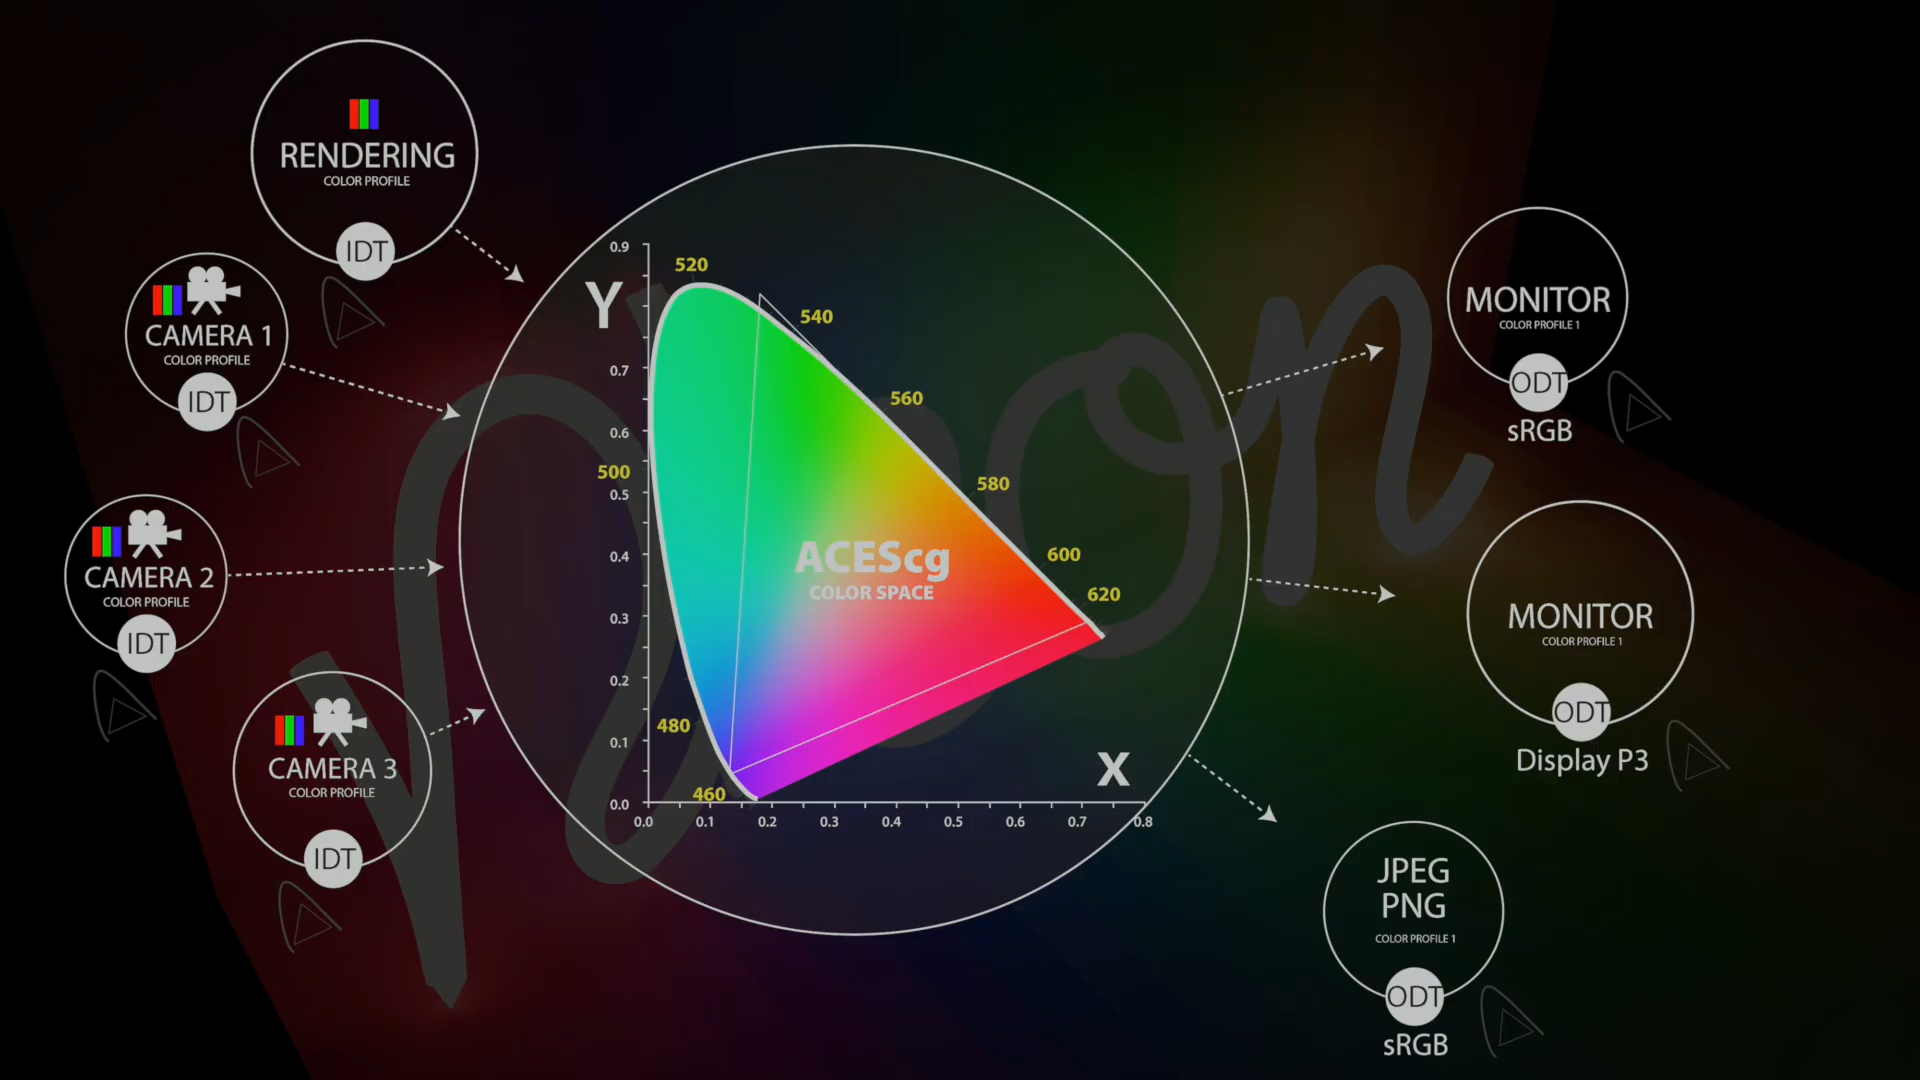 RENDERING
COLOR PROFILE
IDT
CAMERA 1
COLOR PROFILE
IDT
CAMERA 2
COLOR PROFILE
IDT
CAMERA 3
COLOR PROFILE
IDT
Y
0.9
0.7
0.6
0.5
0.4
0.3
0.2
0.1
0.0
520
540
560
580
600
620
500
480
460
ACEScg
COLOR SPACE
X
0.0 0.1 0.2 0.3 0.4 0.5 0.6 0.7 0.8
MONITOR
COLOR PROFILE 1
ODT
sRGB
MONITOR
COLOR PROFILE 1
ODT
Display P3
JPEG
PNG
COLOR PROFILE 1
ODT
sRGB